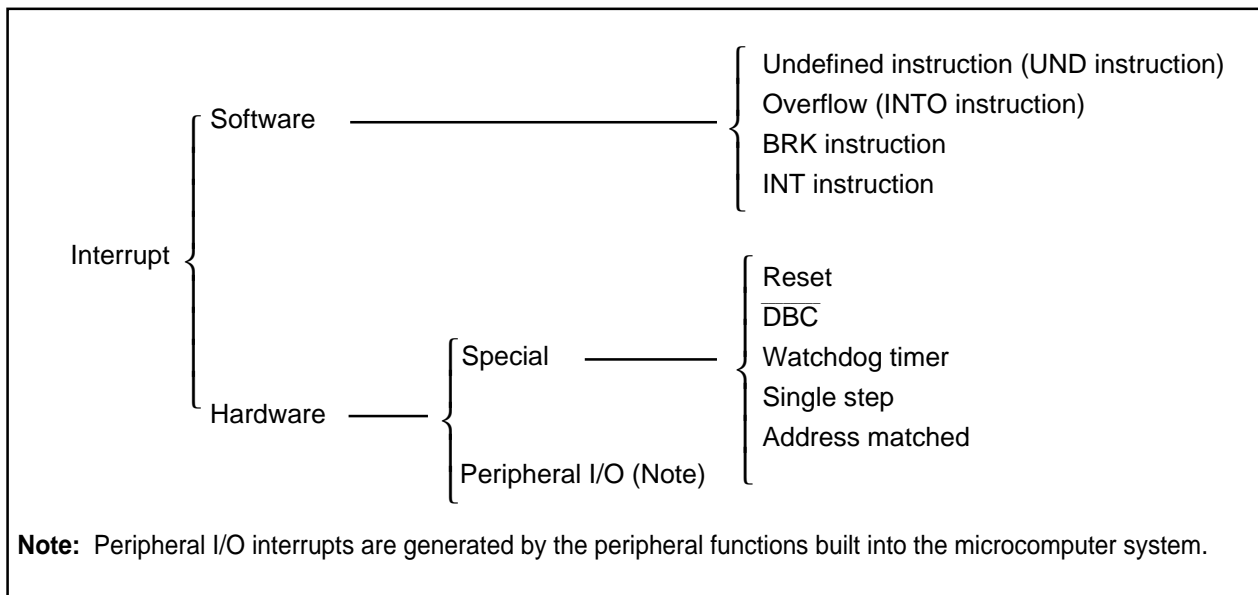 Interrupt
Software
Undefined instruction (UND instruction)
Overflow (INTO instruction)
BRK instruction
INT instruction
Hardware
Special
Reset
D̅B̅C̅
Watchdog timer
Single step
Address matched
Peripheral I/O (Note)
Note: Peripheral I/O interrupts are generated by the peripheral functions built into the microcomputer system.